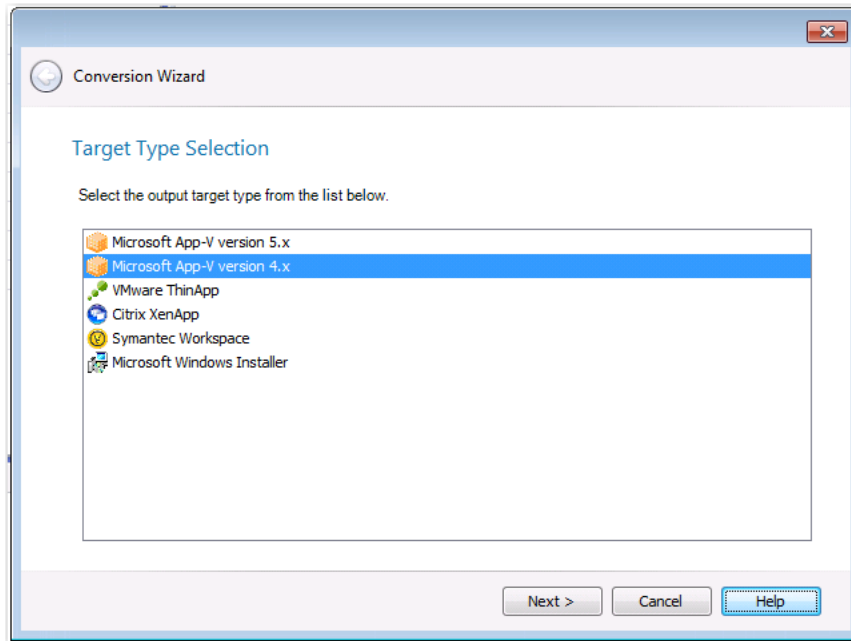 Conversion Wizard
Target Type Selection
Select the output target type from the list below.
Microsoft App-V version 5.x
Microsoft App-V version 4.x
VMware ThinApp
Citrix XenApp
Symantec Workspace
Microsoft Windows Installer
Next > Cancel Help